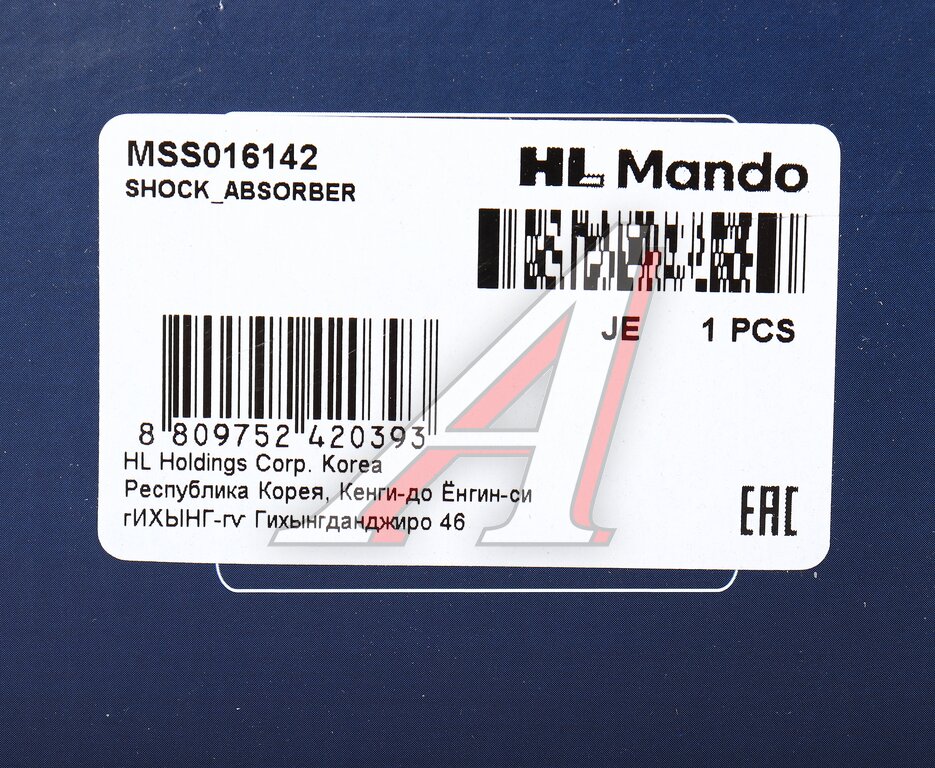 MSS016142
SHOCK_ABSORBER
HL Mando
JE 1 PCS
8 809752 420393
HL Holdings Corp. Korea
Республика Корея, Кенги-до Ёнгин-си
гИХЫНГ-гу Гихынгданджиро 46
EAC